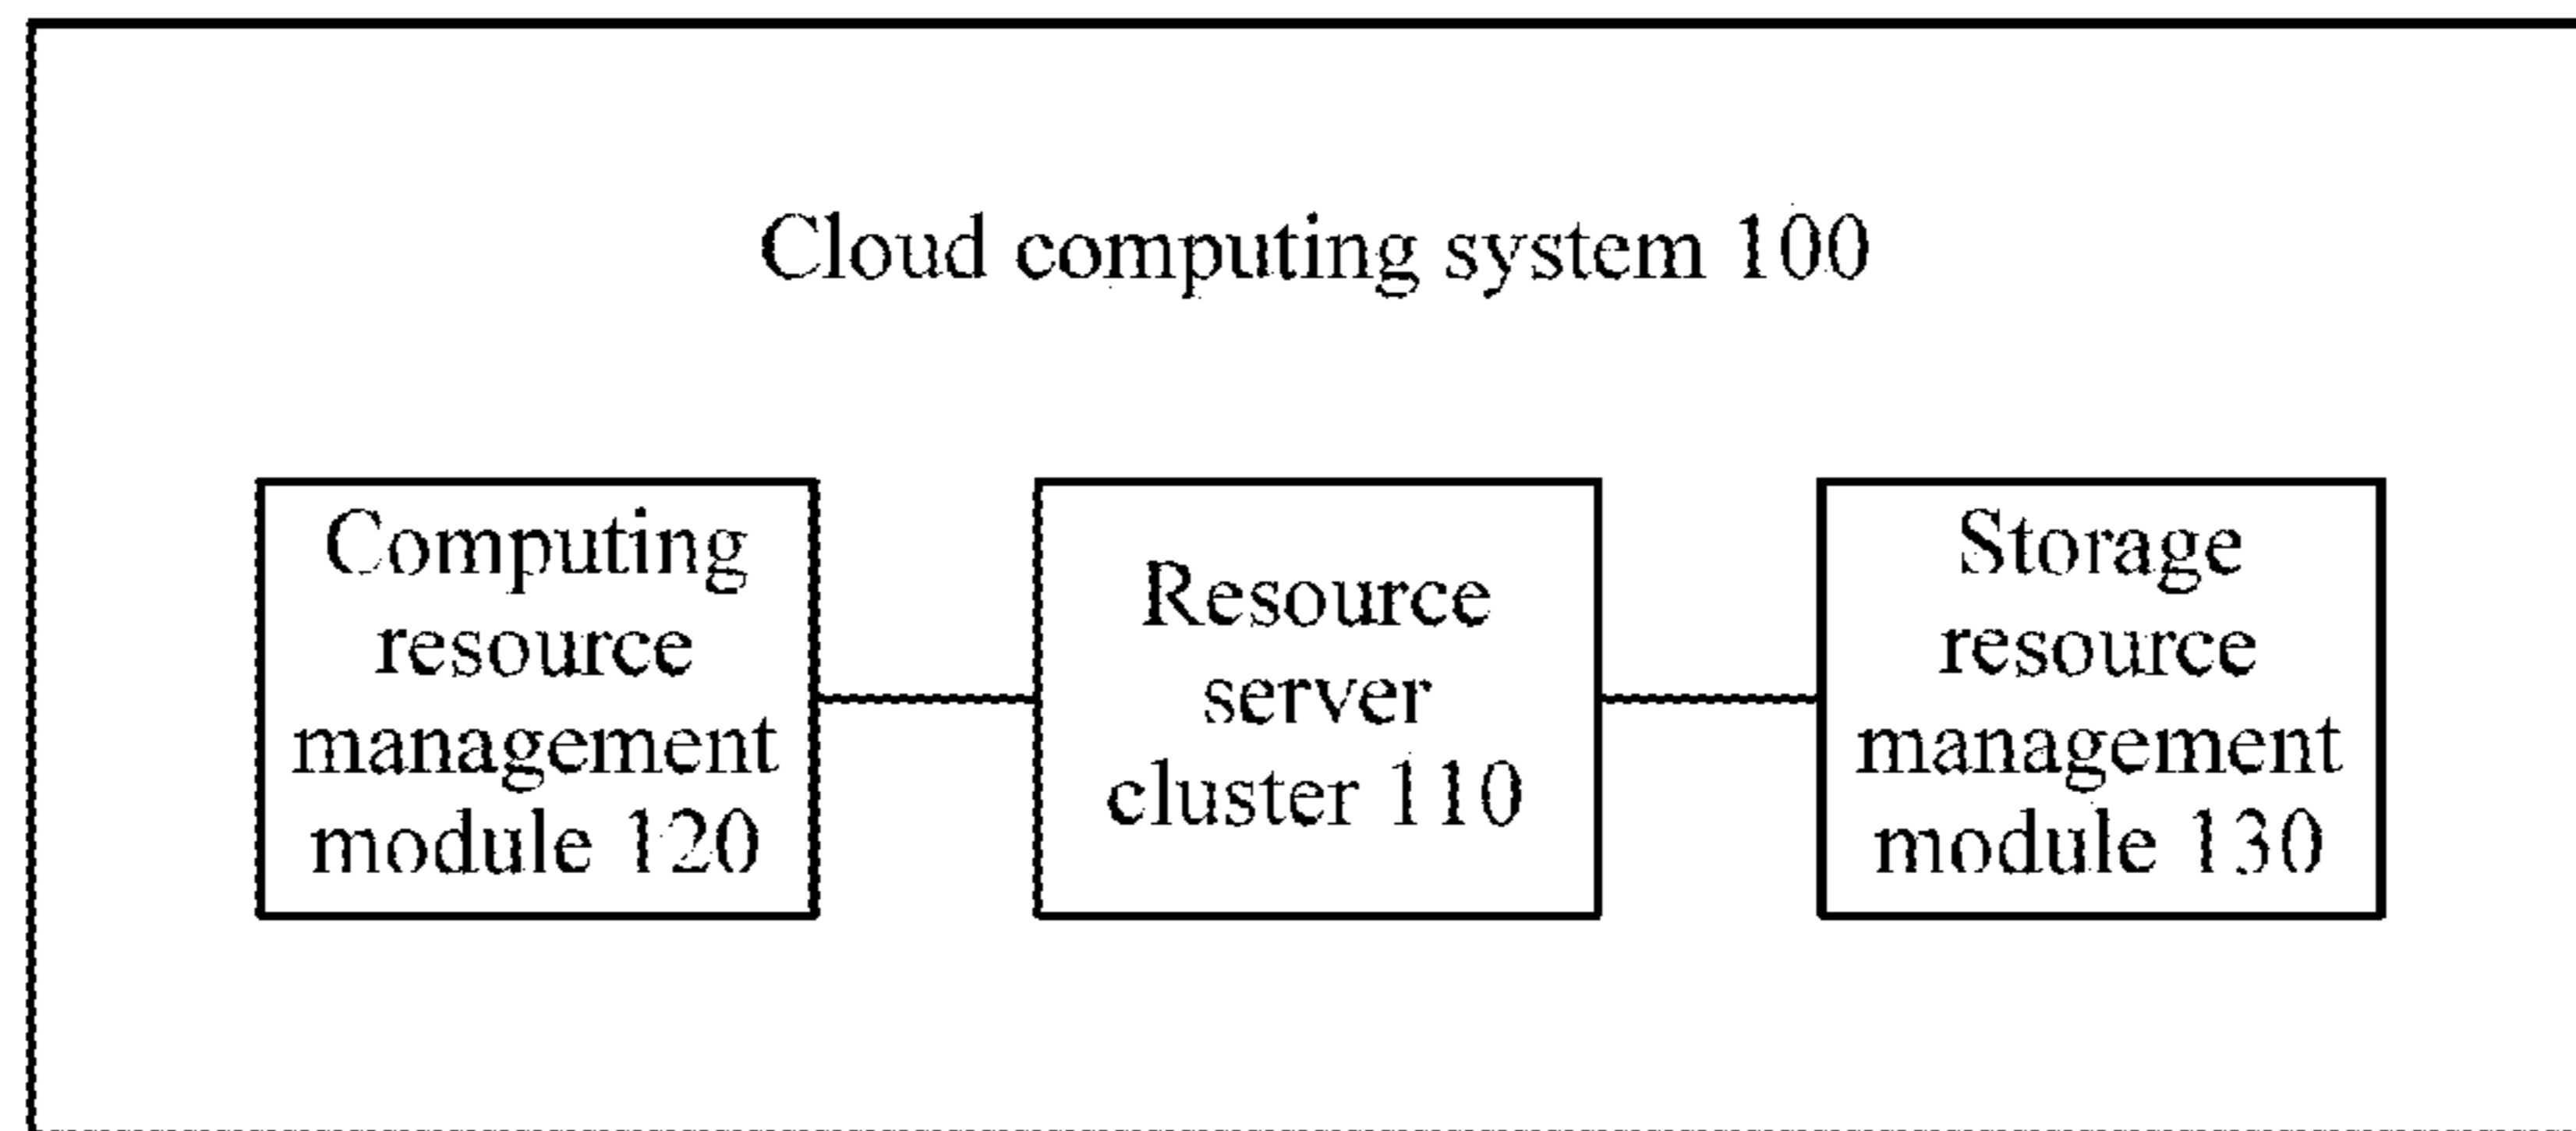 Cloud computing system 100
Computing
resource
management
module 120
Resource
server
cluster 110
Storage
resource
management
module 130